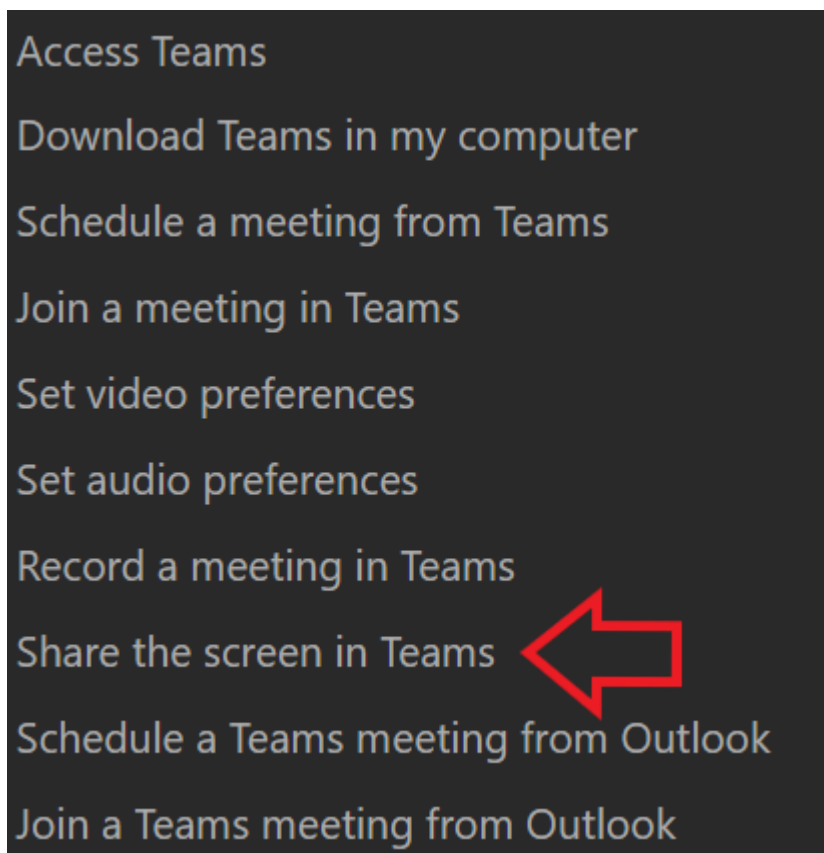 Access Teams
Download Teams in my computer
Schedule a meeting from Teams
Join a meeting in Teams
Set video preferences
Set audio preferences
Record a meeting in Teams
Share the screen in Teams
Schedule a Teams meeting from Outlook
Join a Teams meeting from Outlook